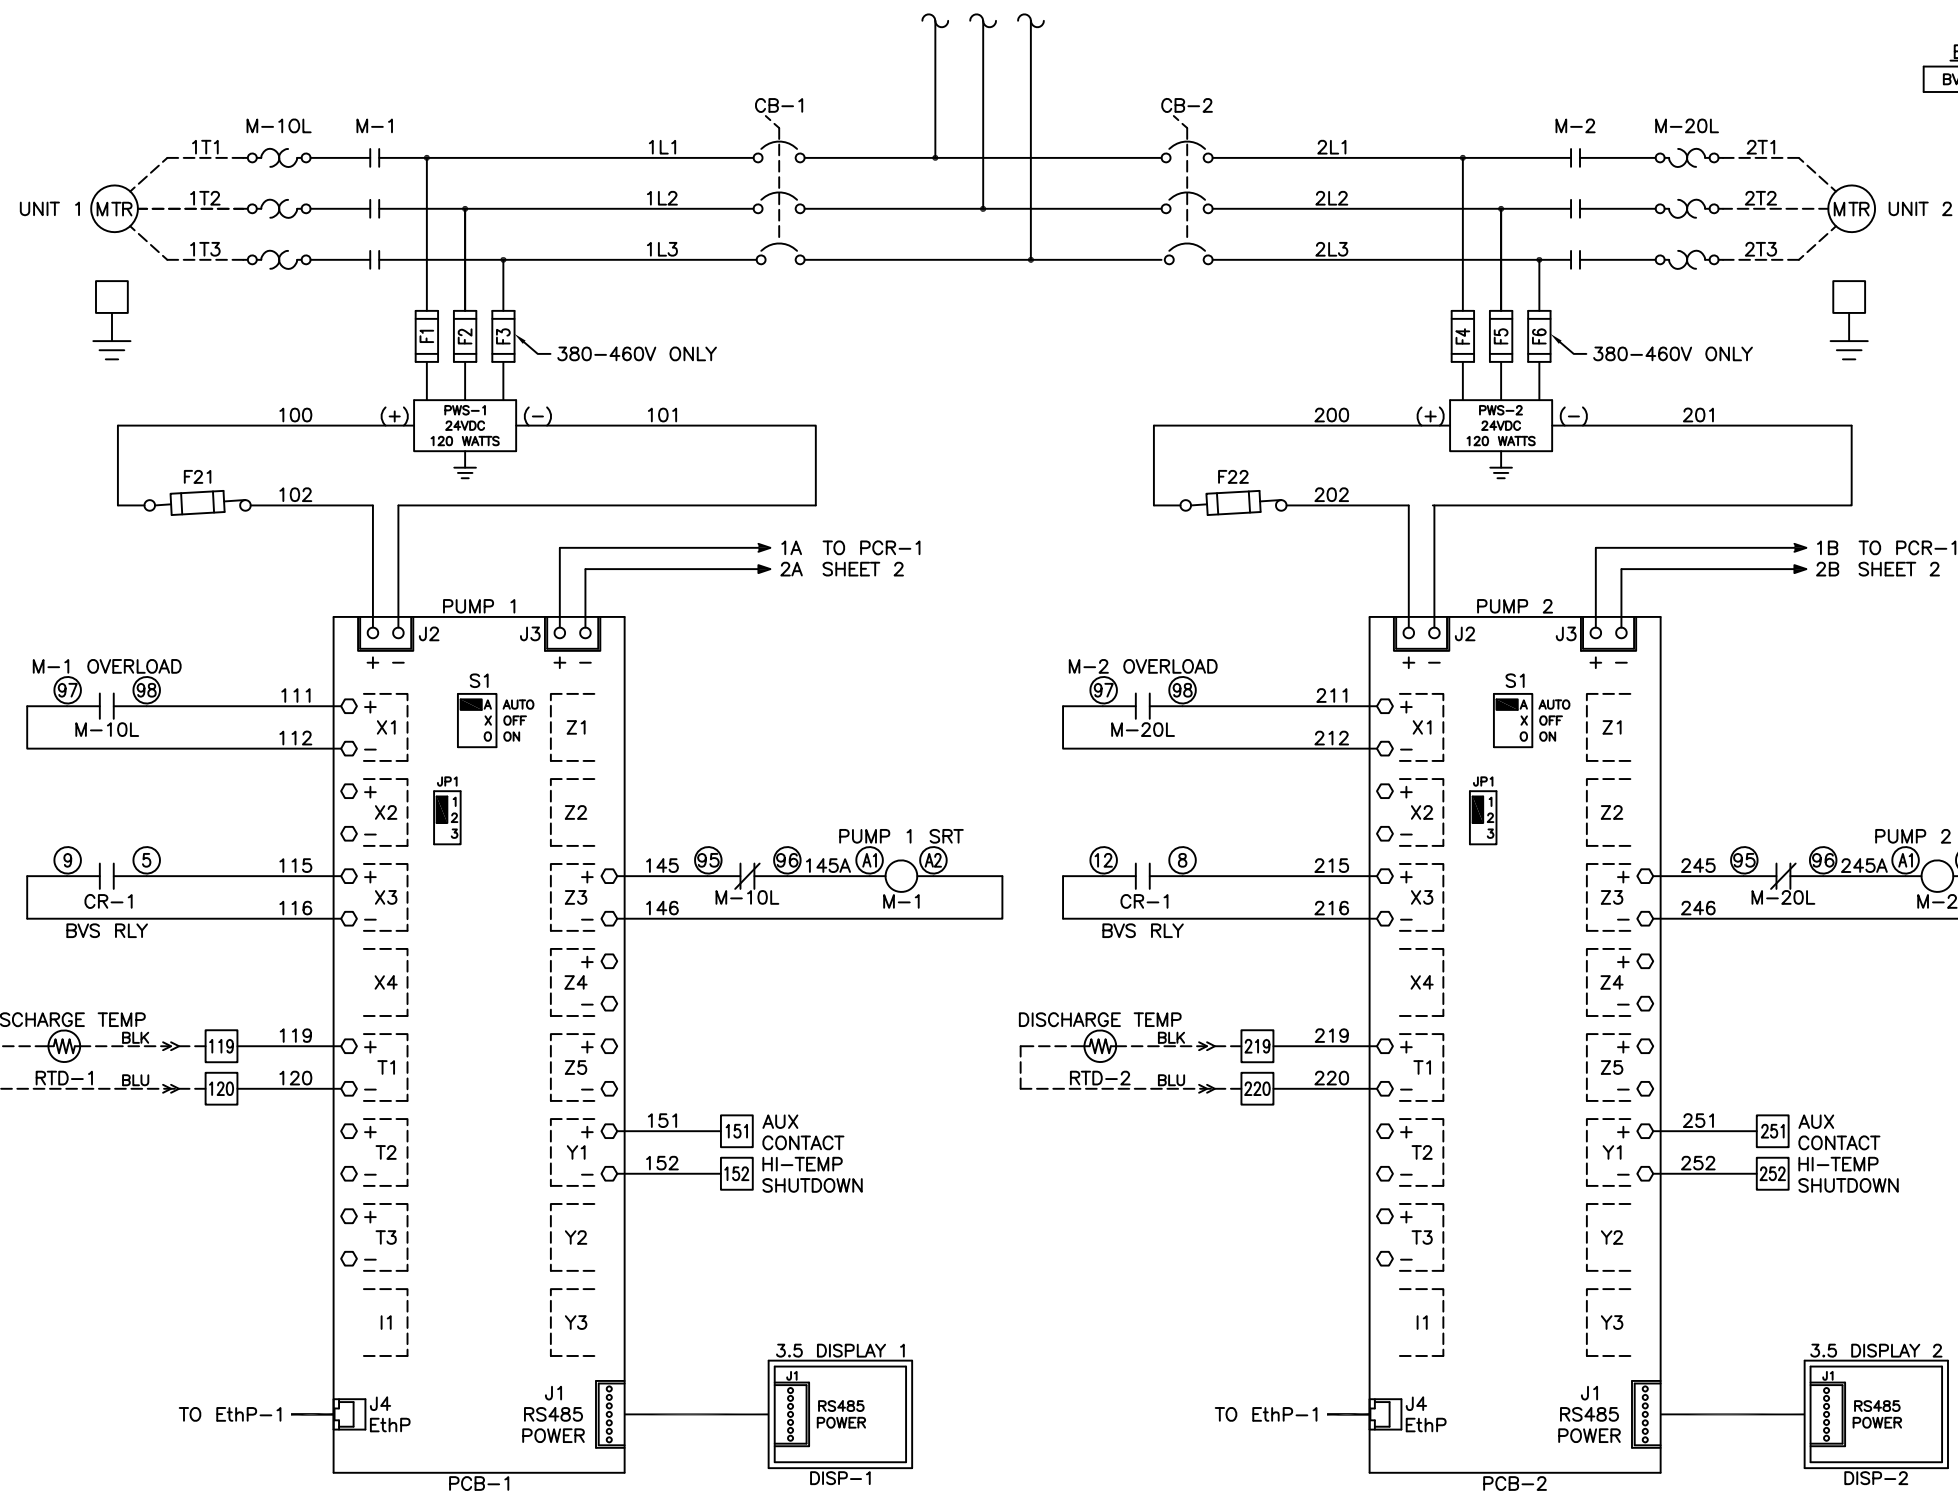 CB-1
CB-2
M-1OL
M-1
M-2
M-2OL
1T1
1L1
2L1
2T1
UNIT 1
MTR
1T2
1L2
2L2
2T2
MTR
UNIT 2
1T3
1L3
2L3
2T3
F1
F2
F3
380-460V ONLY
F4
F5
F6
380-460V ONLY
100
(+)
PWS-1
24VDC
120 WATTS
(-)
101
200
(+)
PWS-2
24VDC
120 WATTS
(-)
201
F21
102
F22
202
1A TO PCR-1
2A SHEET 2
1B TO PCR-1
2B SHEET 2
PUMP 1
J2
J3
+ -
+ -
M-1 OVERLOAD
97
98
111
M-1OL
112
+
X1
-
S1
A AUTO
X OFF
O ON
Z1
JP1
1
2
3
+
X2
-
Z2
9
5
115
CR-1
116
BVS RLY
+
X3
-
+
Z3
-
145
95
96
145A
PUMP 1 SRT
A1
A2
M-1OL
M-1
146
X4
+
Z4
-
SCHARGE TEMP
BLK
119
119
RTD-1
BLU
120
120
+
T1
-
+
Z5
-
+
T2
-
+
Y1
-
151
151
AUX
CONTACT
152
152
HI-TEMP
SHUTDOWN
+
T3
-
Y2
I1
Y3
TO EthP-1
J4
EthP
J1
RS485
POWER
3.5 DISPLAY 1
J1
RS485
POWER
DISP-1
PCB-1
PUMP 2
J2
J3
+ -
+ -
M-2 OVERLOAD
97
98
211
M-2OL
212
+
X1
-
S1
A AUTO
X OFF
O ON
Z1
JP1
1
2
3
+
X2
-
Z2
12
8
215
CR-1
216
BVS RLY
+
X3
-
+
Z3
-
245
95
96
245A
PUMP 2
A1
M-2OL
M-2
246
X4
+
Z4
-
DISCHARGE TEMP
BLK
219
219
RTD-2
BLU
220
220
+
T1
-
+
Z5
-
+
T2
-
+
Y1
-
251
251
AUX
CONTACT
252
252
HI-TEMP
SHUTDOWN
+
T3
-
Y2
I1
Y3
TO EthP-1
J4
EthP
J1
RS485
POWER
3.5 DISPLAY 2
J1
RS485
POWER
DISP-2
PCB-2